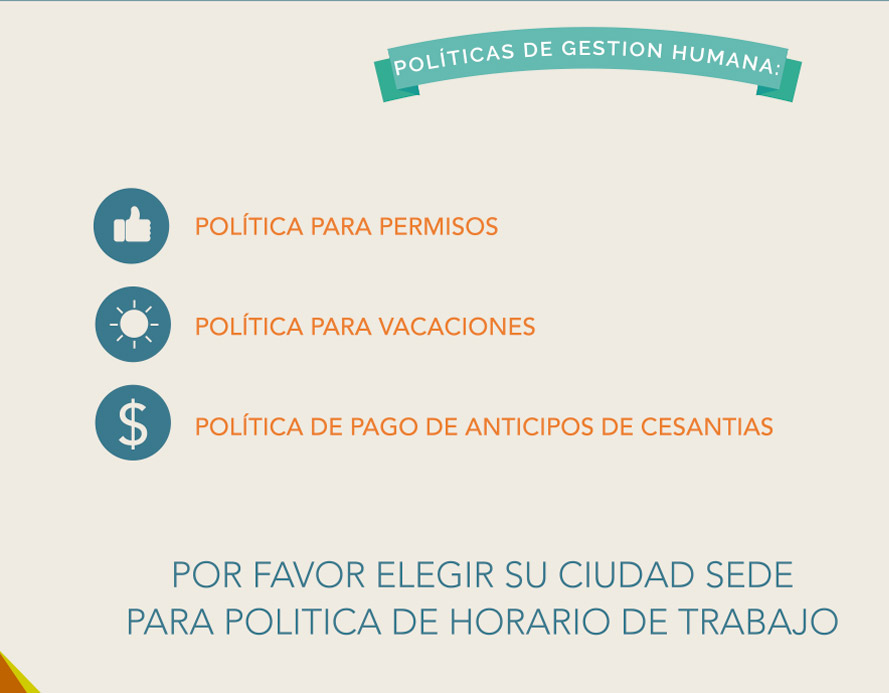 POLÍTICAS DE GESTION HUMANA:
POLÍTICA PARA PERMISOS
POLÍTICA PARA VACACIONES
$ POLÍTICA DE PAGO DE ANTICIPOS DE CESANTIAS
POR FAVOR ELEGIR SU CIUDAD SEDE
PARA POLITICA DE HORARIO DE TRABAJO